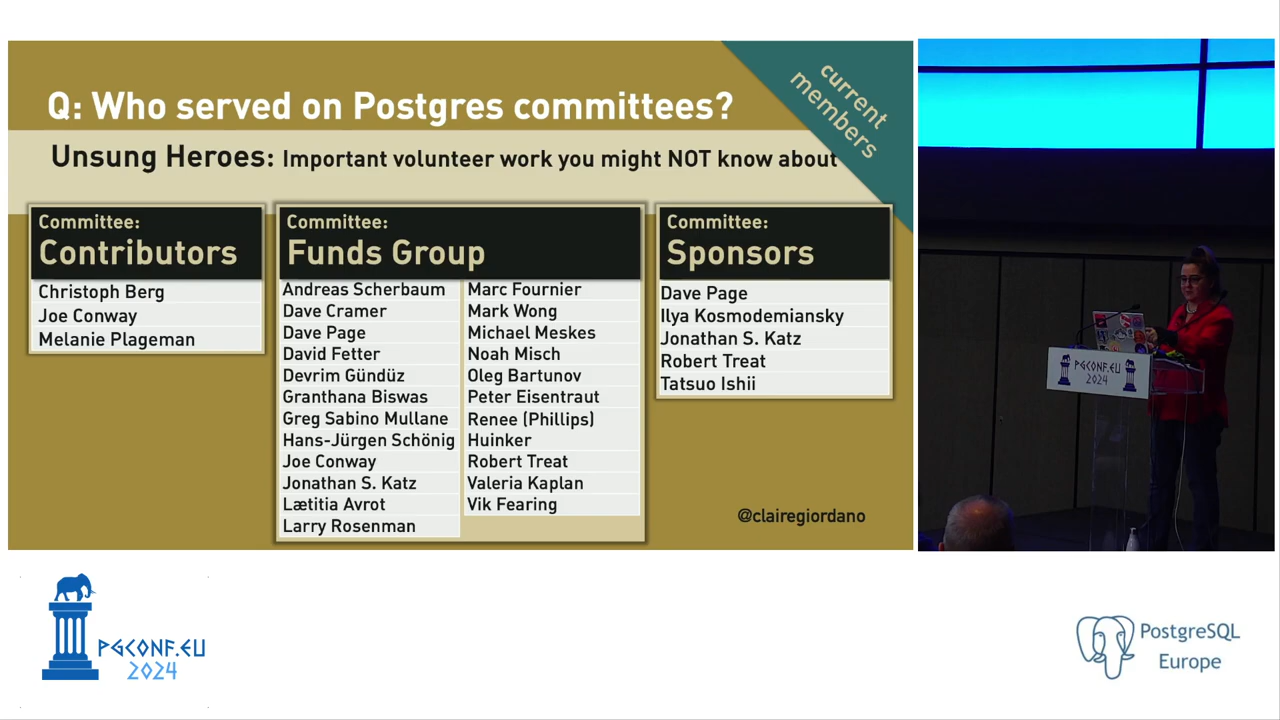 Q: Who served on Postgres committees?
current
members
Unsung Heroes: Important volunteer work you might NOT know about
Committee:
Contributors
Christoph Berg
Joe Conway
Melanie Plageman
Committee:
Funds Group
Andreas Scherbaum
Dave Cramer
Dave Page
David Fetter
Devrim Gündüz
Granthana Biswas
Greg Sabino Mullane
Hans-Jürgen Schönig
Joe Conway
Jonathan S. Katz
Lætitia Avrot
Larry Rosenman
Marc Fournier
Mark Wong
Michael Meskes
Noah Misch
Oleg Bartunov
Peter Eisentraut
Renee (Phillips)
Huinker
Robert Treat
Valeria Kaplan
Vik Fearing
Committee:
Sponsors
Dave Page
Ilya Kosmodemiansky
Jonathan S. Katz
Robert Treat
Tatsuo Ishii
@clairegiordano
PGCONF.EU
2024
PGCONF.EU
2024
PostgreSQL
Europe